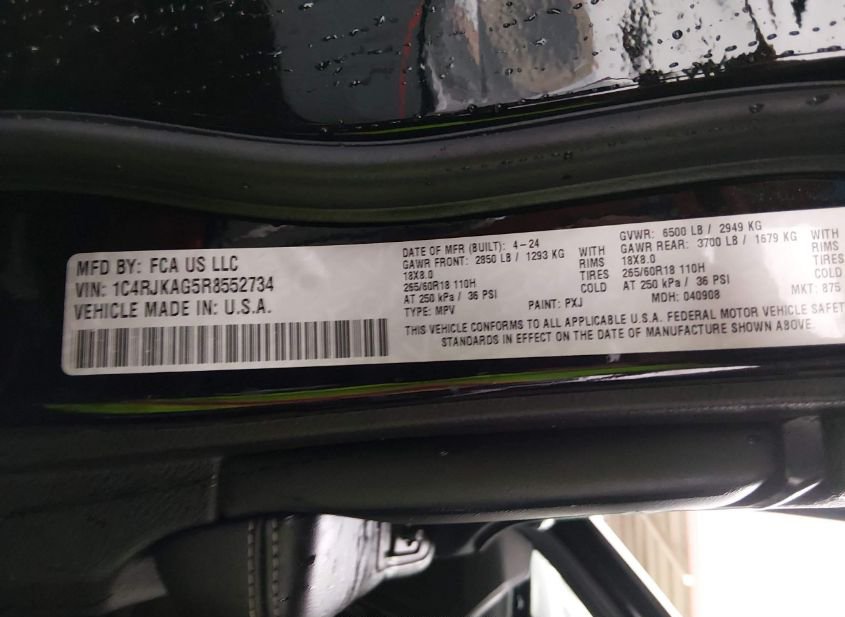 MFD BY: FCA US LLC
VIN: 1C4RJKAG5R8552734
VEHICLE MADE IN: U.S.A.
DATE OF MFR (BUILT): 4-24
GAWR FRONT: 2850 LB / 1293 KG WITH
18X8.0 RIMS
265/60R18 110H TIRES
AT 250 kPa / 36 PSI COLD
TYPE: MPV PAINT: PXJ
GVWR: 6500 LB / 2949 KG
GAWR REAR: 3700 LB / 1679 KG WITH
18X8.0 RIMS
265/60R18 110H TIRES
AT 250 kPa / 36 PSI COLD
MDH: 040908 MKT: 875
THIS VEHICLE CONFORMS TO ALL APPLICABLE U.S.A. FEDERAL MOTOR VEHICLE SAFETY
STANDARDS IN EFFECT ON THE DATE OF MANUFACTURE SHOWN ABOVE.